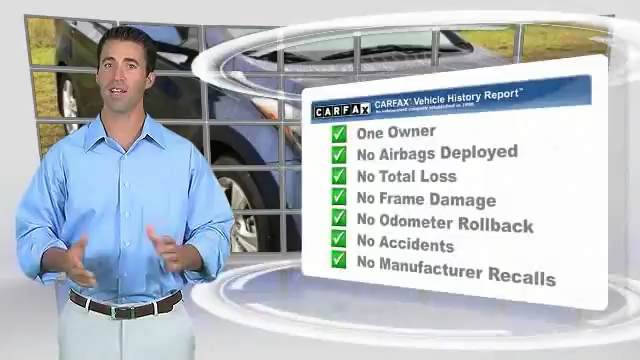 CARFAX
CARFAX Vehicle History Report™
One Owner
No Airbags Deployed
No Total Loss
No Frame Damage
No Odometer Rollback
No Accidents
No Manufacturer Recalls